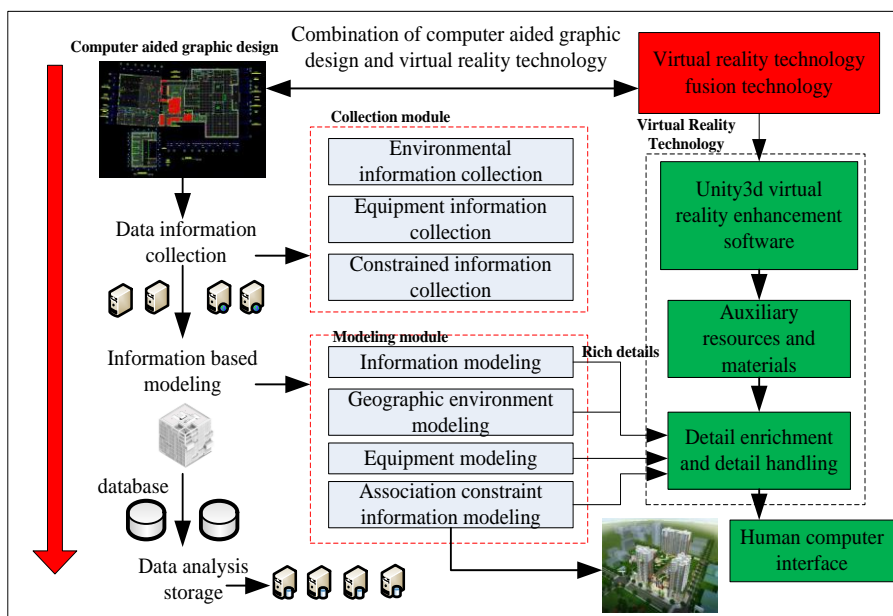 Computer aided graphic design
Combination of computer aided graphic
design and virtual reality technology
Virtual reality technology
fusion technology
Collection module
Environmental
information collection
Equipment information
collection
Constrained information
collection
Virtual Reality
Technology
Unity3d virtual
reality enhancement
software
Auxiliary
resources and
materials
Detail enrichment
and detail handling
Human computer
interface
Data information
collection
Information based
modeling
database
Data analysis
storage
Modeling module
Information modeling
Geographic environment
modeling
Equipment modeling
Association constraint
information modeling
Rich details